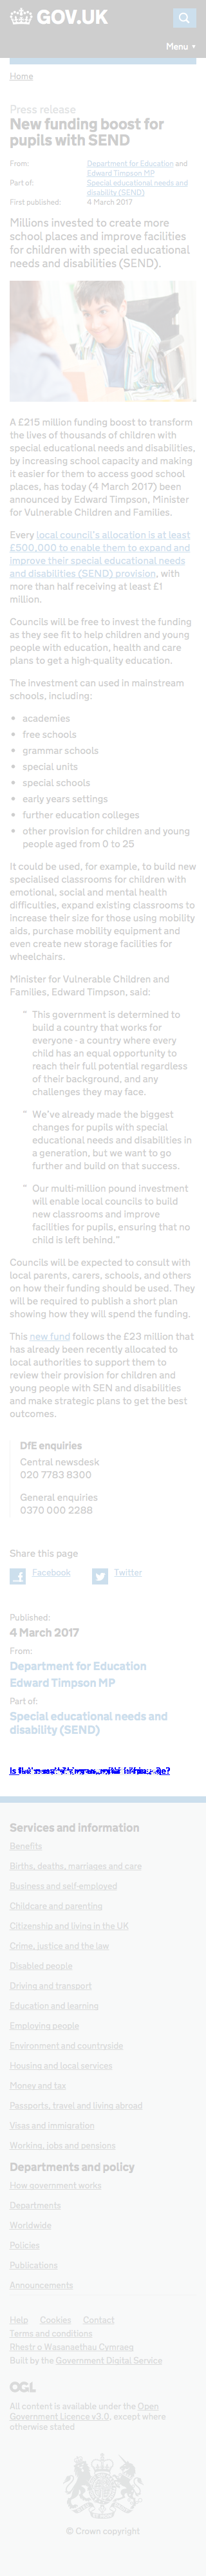 GOV.UK
Menu ▼
Home
Press release
New funding boost for
pupils with SEND
From: Department for Education and
Edward Timpson MP
Part of: Special educational needs and
disability (SEND)
First published: 4 March 2017
Millions invested to create more
school places and improve facilities
for children with special educational
needs and disabilities (SEND).
A £215 million funding boost to transform
the lives of thousands of children with
special educational needs and disabilities,
by increasing school capacity and making
it easier for them to access good school
places, has today (4 March 2017) been
announced by Edward Timpson, Minister
for Vulnerable Children and Families.
Every local council's allocation is at least
£500,000 to enable them to expand and
improve their special educational needs
and disabilities (SEND) provision, with
more than half receiving at least £1
million.
Councils will be free to invest the funding
as they see fit to help children and young
people with education, health and care
plans to get a high-quality education.
The investment can used in mainstream
schools, including:
• academies
• free schools
• grammar schools
• special units
• special schools
• early years settings
• further education colleges
• other provision for children and young
people aged from 0 to 25
It could be used, for example, to build new
specialised classrooms for children with
emotional, social and mental health
difficulties, expand existing classrooms to
increase their size for those using mobility
aids, purchase mobility equipment and
even create new storage facilities for
wheelchairs.
Minister for Vulnerable Children and
Families, Edward Timpson, said:
“ This government is determined to
build a country that works for
everyone - a country where every
child has an equal opportunity to
reach their full potential regardless
of their background, and any
challenges they may face.
“ We've already made the biggest
changes for pupils with special
educational needs and disabilities in
a generation, but we want to go
further and build on that success.
“ Our multi-million pound investment
will enable local councils to build
new classrooms and improve
facilities for pupils, ensuring that no
child is left behind.”
Councils will be expected to consult with
local parents, carers, schools, and others
on how their funding should be used. They
will be required to publish a short plan
showing how they will spend the funding.
This new fund follows the £23 million that
has already been recently allocated to
local authorities to support them to
review their provision for children and
young people with SEN and disabilities
and make strategic plans to get the best
outcomes.
DfE enquiries
Central newsdesk
020 7783 8300
General enquiries
0370 000 2288
Share this page
Facebook Twitter
Published:
4 March 2017
From:
Department for Education
Edward Timpson MP
Part of:
Special educational needs and
disability (SEND)
Services and information
Benefits
Births, deaths, marriages and care
Business and self-employed
Childcare and parenting
Citizenship and living in the UK
Crime, justice and the law
Disabled people
Driving and transport
Education and learning
Employing people
Environment and countryside
Housing and local services
Money and tax
Passports, travel and living abroad
Visas and immigration
Working, jobs and pensions
Departments and policy
How government works
Departments
Worldwide
Policies
Publications
Announcements
Help Cookies Contact
Terms and conditions
Rhestr o Wasanaethau Cymraeg
Built by the Government Digital Service
OGL
All content is available under the Open
Government Licence v3.0, except where
otherwise stated
© Crown copyright